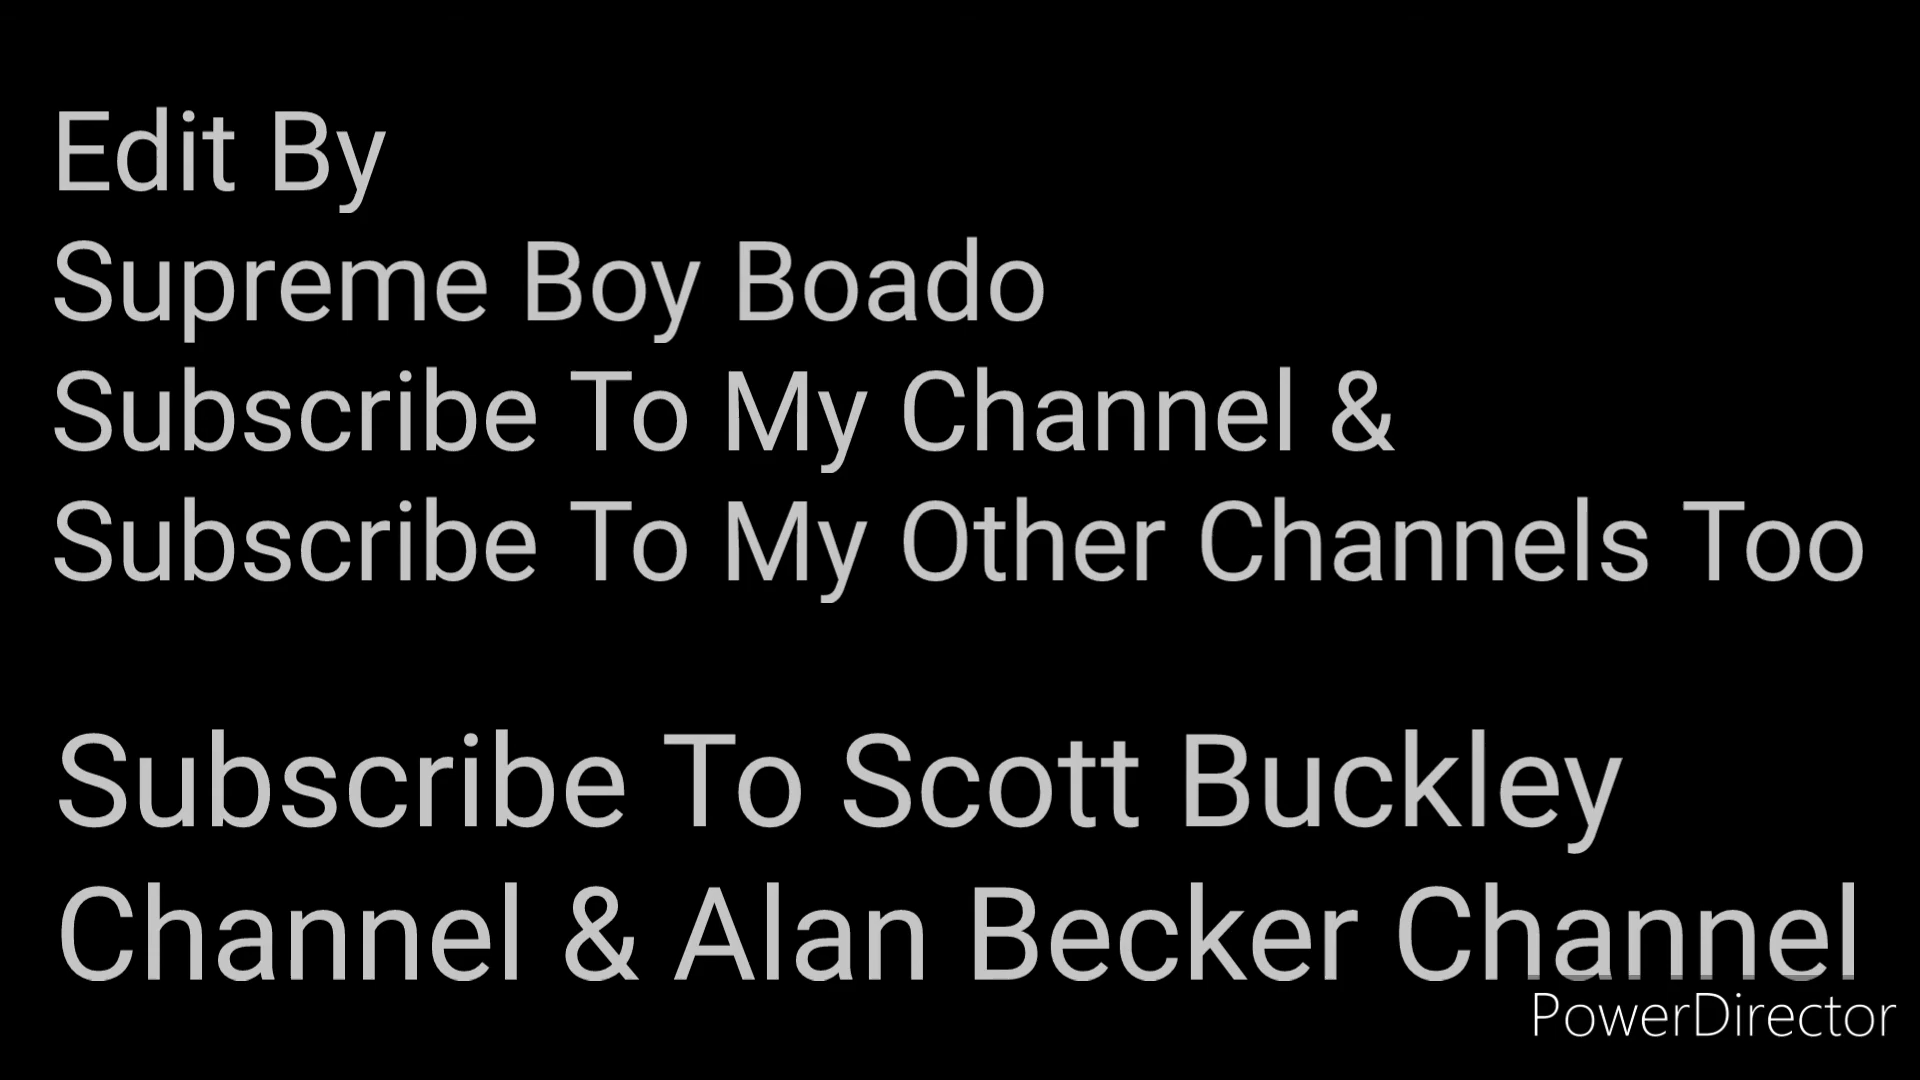 Edit By
Supreme Boy Boado
Subscribe To My Channel &
Subscribe To My Other Channels Too
Subscribe To Scott Buckley
Channel & Alan Becker Channel
PowerDirector